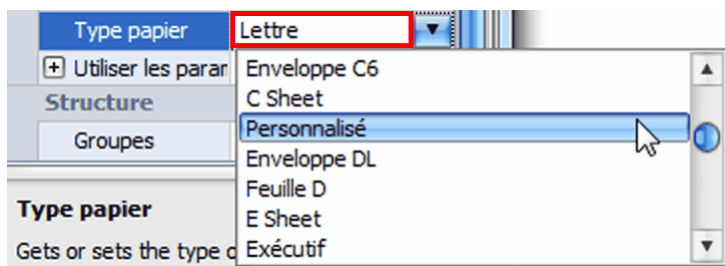 Type papier Lettre
Utiliser les parar Enveloppe C6
C Sheet
Structure
Personnalisé
Groupes
Enveloppe DL
Feuille D
Type papier
E Sheet
Gets or sets the type Exécutif